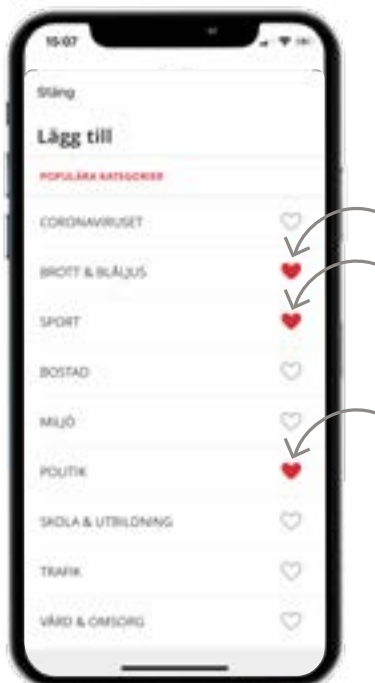 15:07
Stäng
Lägg till
POPULÄRA KATEGORIER
CORONAVIRUSET
BROTT & BLÅLJUS
SPORT
BOSTAD
MILJÖ
POLITIK
SKOLA & UTBILDNING
TRAFIK
VÅRD & OMSORG